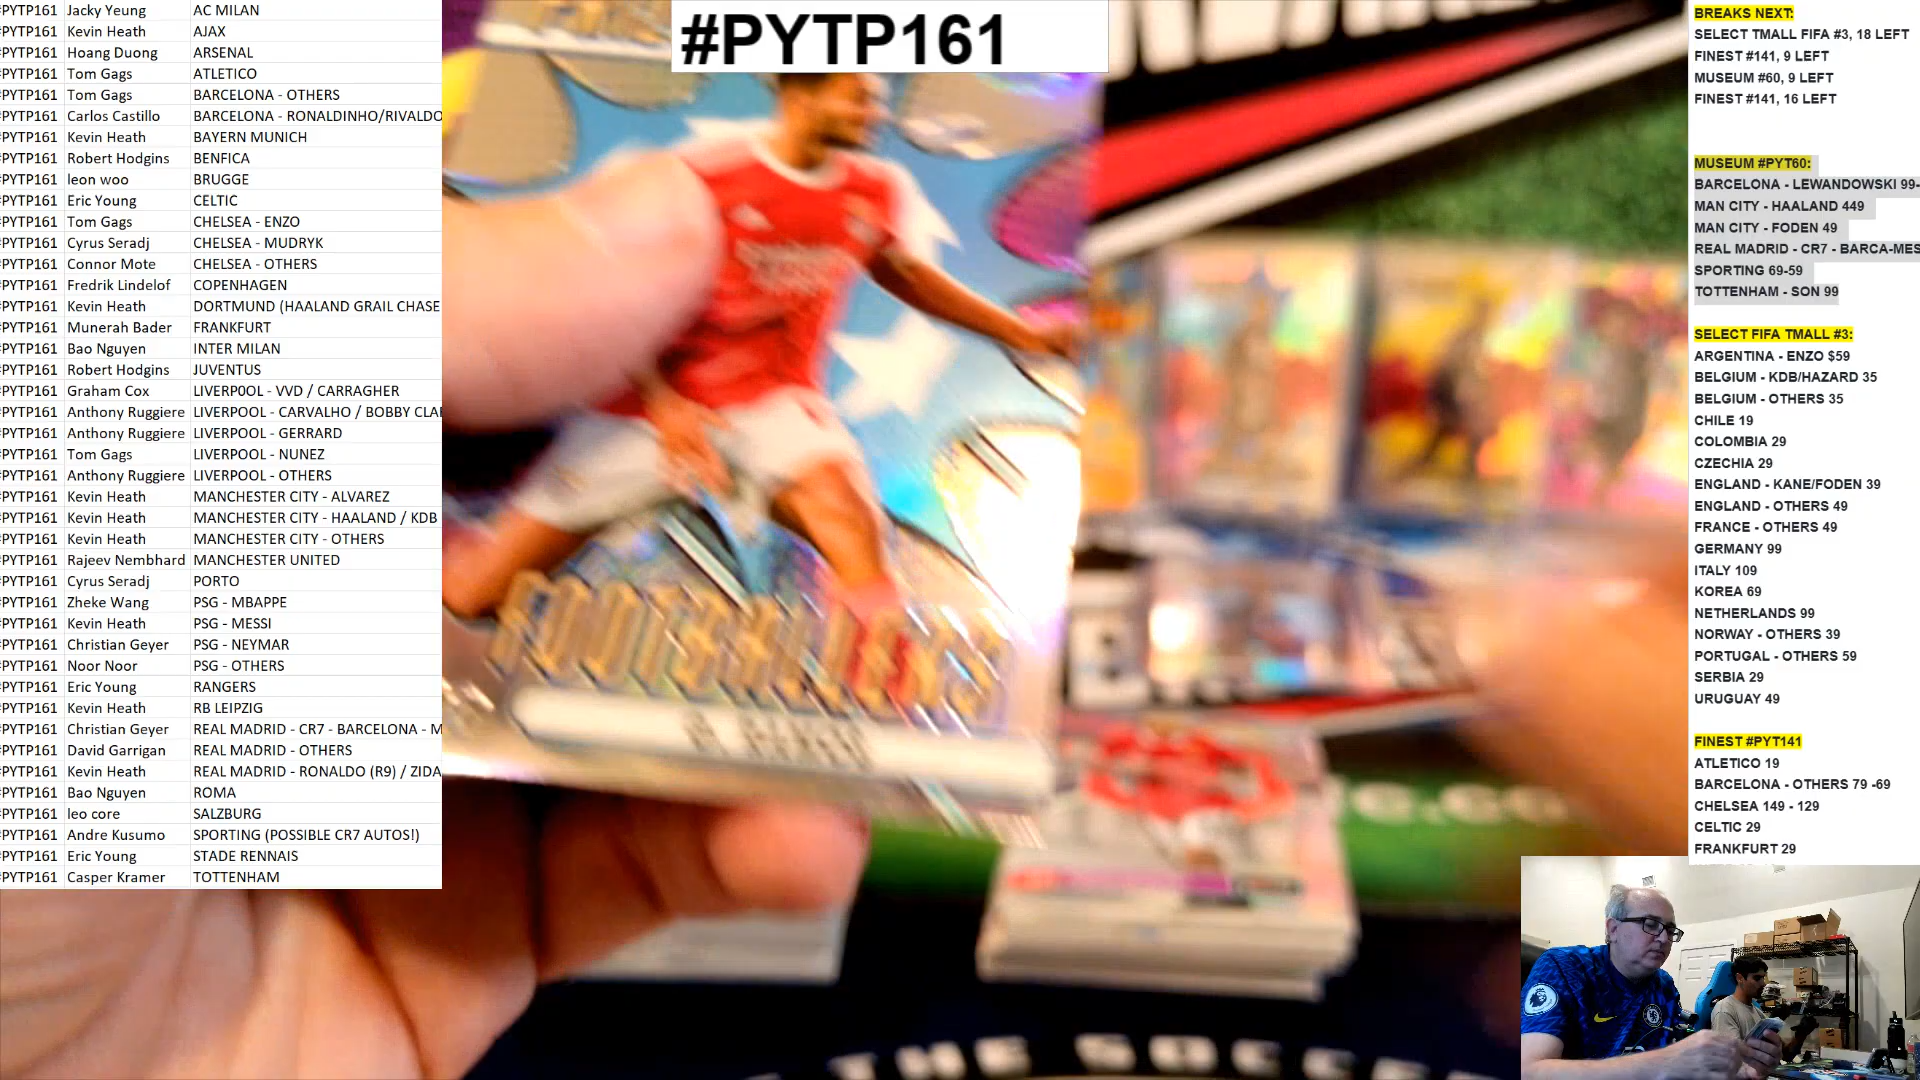 #PYTP161
#PYTP161 Jacky Yeung AC MILAN
#PYTP161 Kevin Heath AJAX
#PYTP161 Hoang Duong ARSENAL
#PYTP161 Tom Gags ATLETICO
#PYTP161 Tom Gags BARCELONA - OTHERS
#PYTP161 Carlos Castillo BARCELONA - RONALDINHO/RIVALDO
#PYTP161 Kevin Heath BAYERN MUNICH
#PYTP161 Robert Hodgins BENFICA
#PYTP161 leon woo BRUGGE
#PYTP161 Eric Young CELTIC
#PYTP161 Tom Gags CHELSEA - ENZO
#PYTP161 Cyrus Seradj CHELSEA - MUDRYK
#PYTP161 Connor Mote CHELSEA - OTHERS
#PYTP161 Fredrik Lindelof COPENHAGEN
#PYTP161 Kevin Heath DORTMUND (HAALAND GRAIL CHASE
#PYTP161 Munerah Bader FRANKFURT
#PYTP161 Bao Nguyen INTER MILAN
#PYTP161 Robert Hodgins JUVENTUS
#PYTP161 Graham Cox LIVERP0OL - VVD / CARRAGHER
#PYTP161 Anthony Ruggiere LIVERPOOL - CARVALHO / BOBBY CLA
#PYTP161 Anthony Ruggiere LIVERPOOL - GERRARD
#PYTP161 Tom Gags LIVERPOOL - NUNEZ
#PYTP161 Anthony Ruggiere LIVERPOOL - OTHERS
#PYTP161 Kevin Heath MANCHESTER CITY - ALVAREZ
#PYTP161 Kevin Heath MANCHESTER CITY - HAALAND / KDB
#PYTP161 Kevin Heath MANCHESTER CITY - OTHERS
#PYTP161 Rajeev Nembhard MANCHESTER UNITED
#PYTP161 Cyrus Seradj PORTO
#PYTP161 Zheke Wang PSG - MBAPPE
#PYTP161 Kevin Heath PSG - MESSI
#PYTP161 Christian Geyer PSG - NEYMAR
#PYTP161 Noor Noor PSG - OTHERS
#PYTP161 Eric Young RANGERS
#PYTP161 Kevin Heath RB LEIPZIG
#PYTP161 Christian Geyer REAL MADRID - CR7 - BARCELONA - M
#PYTP161 David Garrigan REAL MADRID - OTHERS
#PYTP161 Kevin Heath REAL MADRID - RONALDO (R9) / ZIDA
#PYTP161 Bao Nguyen ROMA
#PYTP161 leo core SALZBURG
#PYTP161 Andre Kusumo SPORTING (POSSIBLE CR7 AUTOS!)
#PYTP161 Eric Young STADE RENNAIS
#PYTP161 Casper Kramer TOTTENHAM
THE SOCCE
BREAKS NEXT:
SELECT TMALL FIFA #3, 18 LEFT
FINEST #141, 9 LEFT
MUSEUM #60, 9 LEFT
FINEST #141, 16 LEFT
MUSEUM #PYT60:
BARCELONA - LEWANDOWSKI 99-
MAN CITY - HAALAND 449
MAN CITY - FODEN 49
REAL MADRID - CR7 - BARCA-MES
SPORTING 69-59
TOTTENHAM - SON 99
SELECT FIFA TMALL #3:
ARGENTINA - ENZO $59
BELGIUM - KDB/HAZARD 35
BELGIUM - OTHERS 35
CHILE 19
COLOMBIA 29
CZECHIA 29
ENGLAND - KANE/FODEN 39
ENGLAND - OTHERS 49
FRANCE - OTHERS 49
GERMANY 99
ITALY 109
KOREA 69
NETHERLANDS 99
NORWAY - OTHERS 39
PORTUGAL - OTHERS 59
SERBIA 29
URUGUAY 49
FINEST #PYT141
ATLETICO 19
BARCELONA - OTHERS 79 -69
CHELSEA 149 - 129
CELTIC 29
FRANKFURT 29